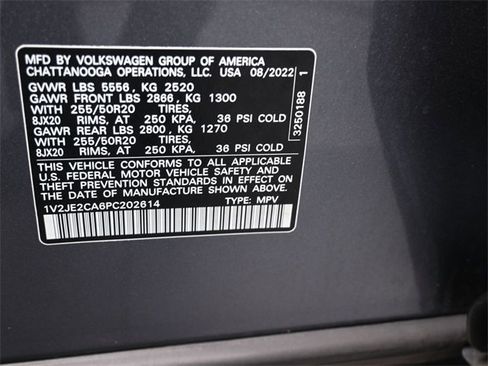 MFD BY VOLKSWAGEN GROUP OF AMERICA
CHATTANOOGA OPERATIONS, LLC. USA 08/2022
GVWR LBS 5556, KG 2520
GAWR FRONT LBS 2866, KG 1300
WITH 255/50R20 TIRES,
8JX20 RIMS, AT 250 KPA, 36 PSI COLD
GAWR REAR LBS 2800, KG 1270
WITH 255/50R20 TIRES,
8JX20 RIMS, AT 250 KPA, 36 PSI COLD
THIS VEHICLE CONFORMS TO ALL APPLICABLE
U.S. FEDERAL MOTOR VEHICLE SAFETY AND
THEFT PREVENTION STANDARDS IN EFFECT ON THE
DATE OF MANUFACTURE SHOWN ABOVE.
1V2JE2CA6PC202614 TYPE: MPV
3250188 1